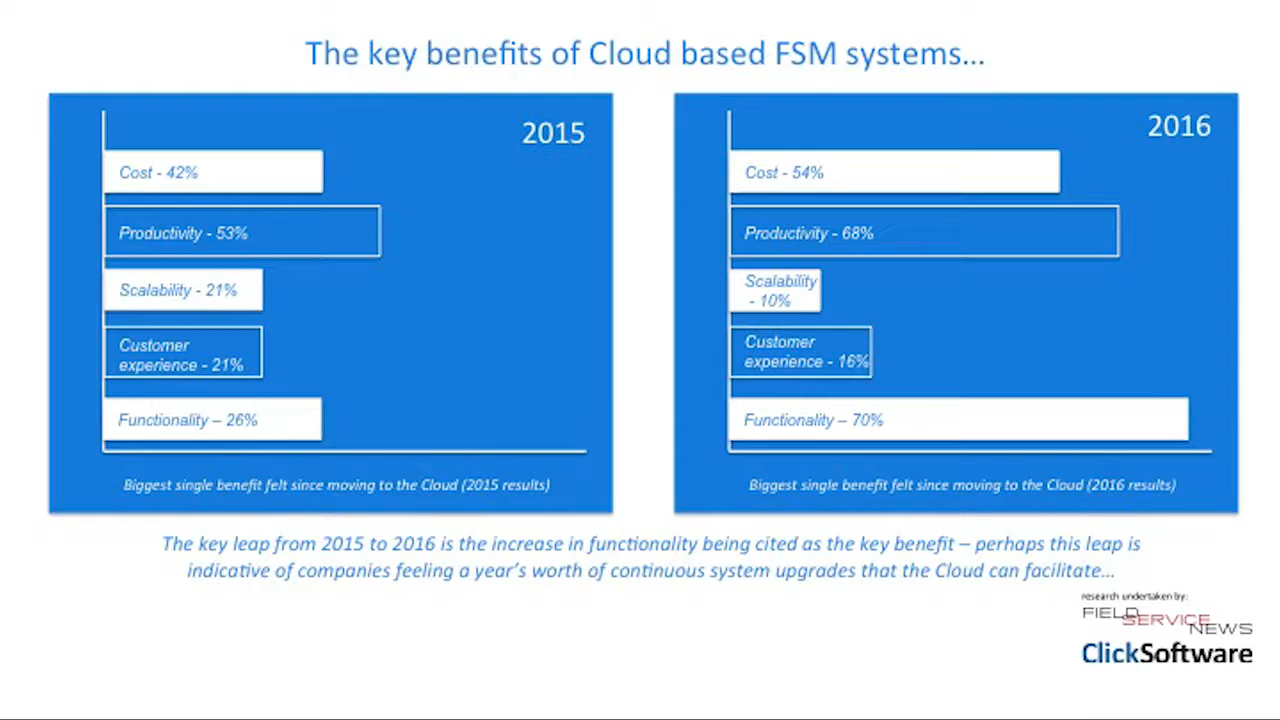 The key benefits of Cloud based FSM systems…
2015
Cost - 42%
Productivity - 53%
Scalability - 21%
Customer
experience - 21%
Functionality – 26%
Biggest single benefit felt since moving to the Cloud (2015 results)
2016
Cost - 54%
Productivity - 68%
Scalability
- 10%
Customer
experience - 16%
Functionality – 70%
Biggest single benefit felt since moving to the Cloud (2016 results)
The key leap from 2015 to 2016 is the increase in functionality being cited as the key benefit – perhaps this leap is
indicative of companies feeling a year’s worth of continuous system upgrades that the Cloud can facilitate…
research undertaken by:
FIELD
SERVICE
NEWS
ClickSoftware